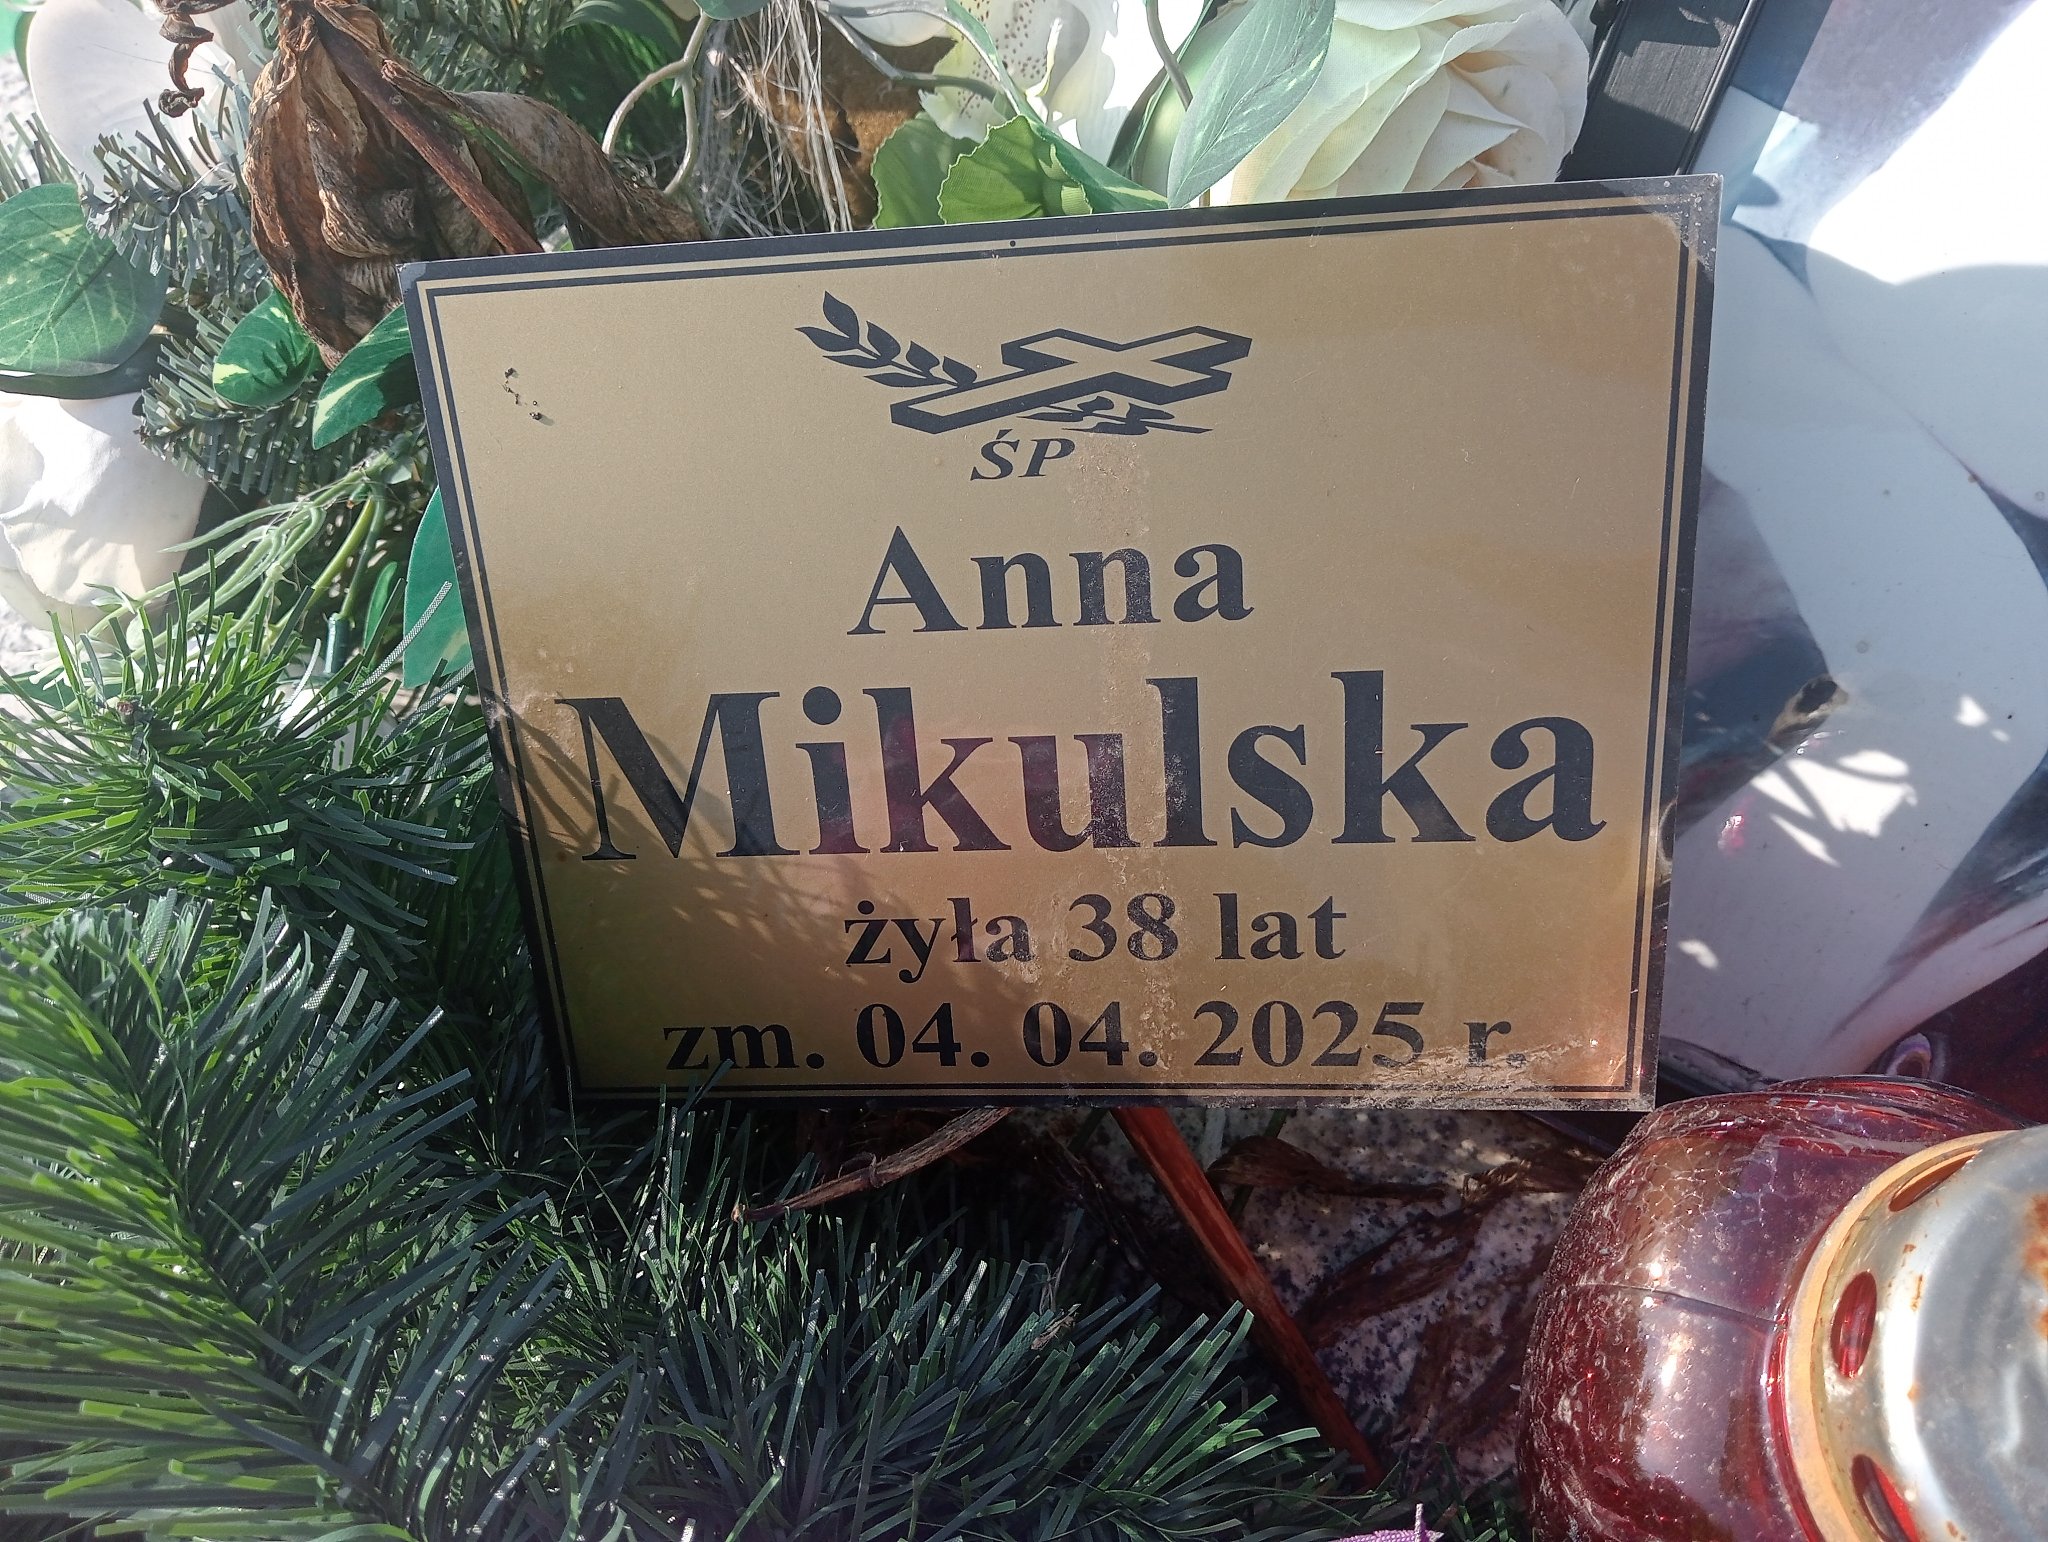 ŚP
Anna
Mikulska
żyła 38 lat
zm. 04. 04. 2025 r.